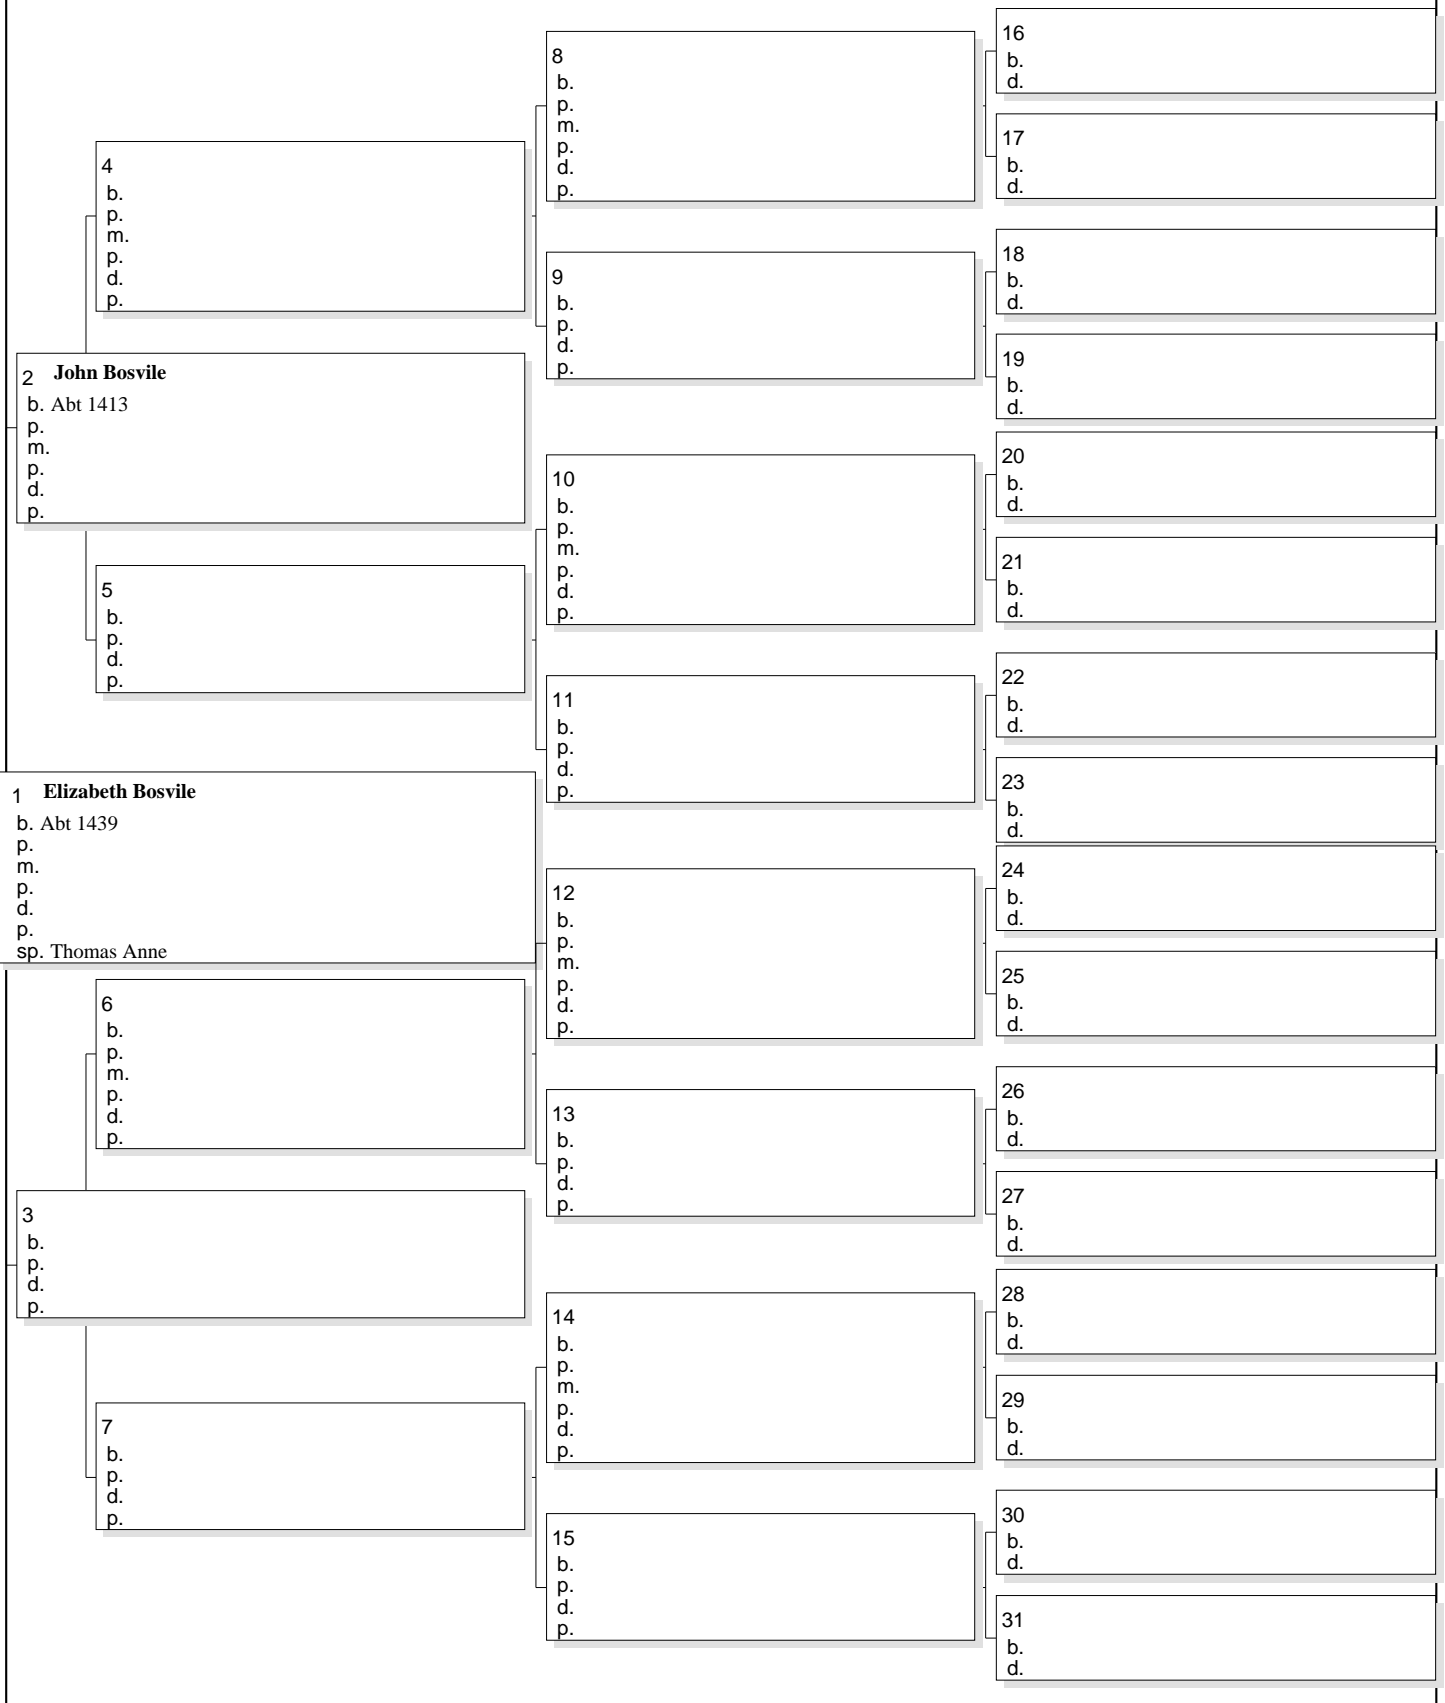 16
b.
d.
8
b.
p.
m.
p.
d.
p.
17
b.
d.
4
b.
p.
m.
p.
d.
p.
18
b.
d.
9
b.
p.
d.
p.
19
b.
d.
2 John Bosvile
b. Abt 1413
p.
m.
p.
d.
p.
20
b.
d.
10
b.
p.
m.
p.
d.
p.
21
b.
d.
5
b.
p.
d.
p.
22
b.
d.
11
b.
p.
d.
p.
23
b.
d.
1 Elizabeth Bosvile
b. Abt 1439
p.
m.
p.
d.
p.
sp. Thomas Anne
24
b.
d.
12
b.
p.
m.
p.
d.
p.
25
b.
d.
6
b.
p.
m.
p.
d.
p.
26
b.
d.
13
b.
p.
d.
p.
27
b.
d.
3
b.
p.
d.
p.
28
b.
d.
14
b.
p.
m.
p.
d.
p.
29
b.
d.
7
b.
p.
d.
p.
30
b.
d.
15
b.
p.
d.
p.
31
b.
d.